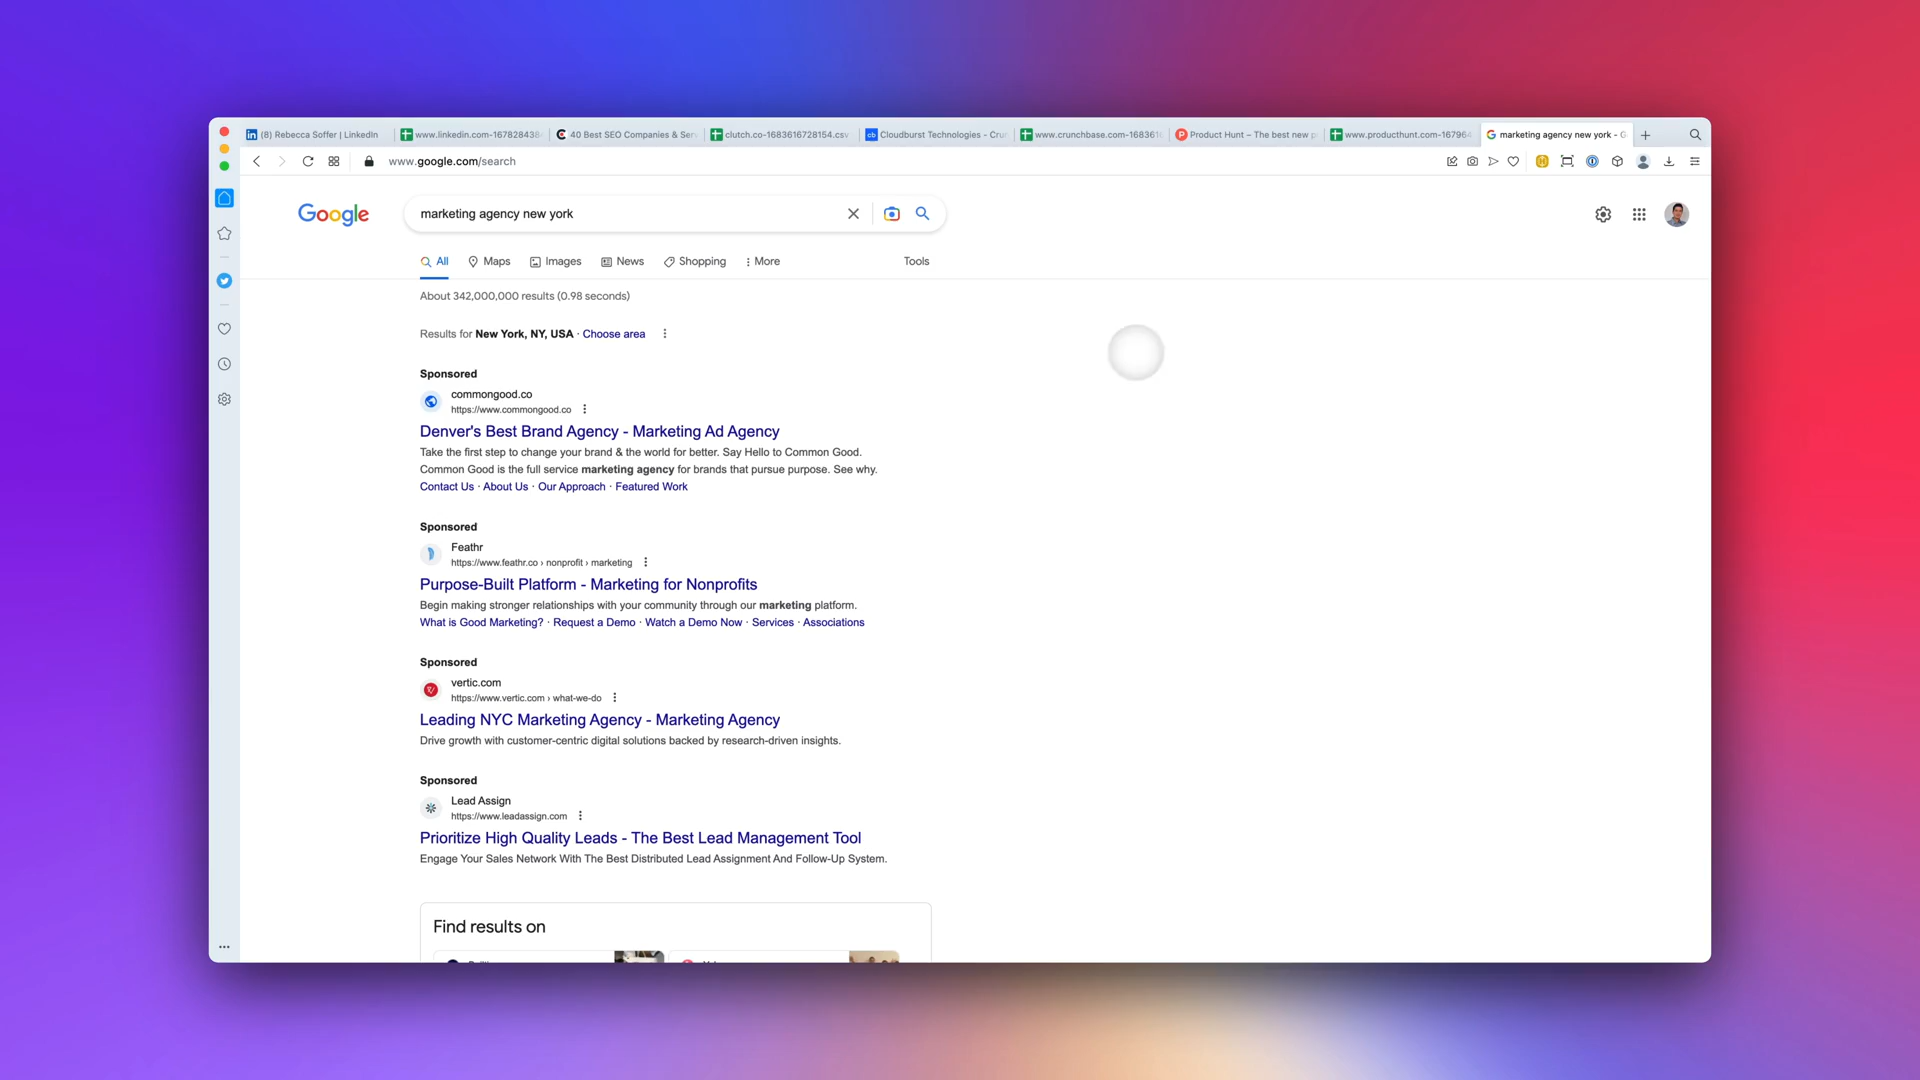 (8) Rebecca Soffer | LinkedIn
www.linkedin.com-167828438
40 Best SEO Companies & Serv
clutch.co-1683616728154.csv
Cloudburst Technologies - Crun
www.crunchbase.com-168361
Product Hunt – The best new p
www.producthunt.com-167964
marketing agency new york - G
www.google.com/search
Google
marketing agency new york
All
Maps
Images
News
Shopping
More
Tools
About 342,000,000 results (0.98 seconds)
Results for New York, NY, USA · Choose area
Sponsored
commongood.co
https://www.commongood.co
Denver's Best Brand Agency - Marketing Ad Agency
Take the first step to change your brand & the world for better. Say Hello to Common Good.
Common Good is the full service marketing agency for brands that pursue purpose. See why.
Contact Us · About Us · Our Approach · Featured Work
Sponsored
Feathr
https://www.feathr.co › nonprofit › marketing
Purpose-Built Platform - Marketing for Nonprofits
Begin making stronger relationships with your community through our marketing platform.
What is Good Marketing? · Request a Demo · Watch a Demo Now · Services · Associations
Sponsored
vertic.com
https://www.vertic.com › what-we-do
Leading NYC Marketing Agency - Marketing Agency
Drive growth with customer-centric digital solutions backed by research-driven insights.
Sponsored
Lead Assign
https://www.leadassign.com
Prioritize High Quality Leads - The Best Lead Management Tool
Engage Your Sales Network With The Best Distributed Lead Assignment And Follow-Up System.
Find results on